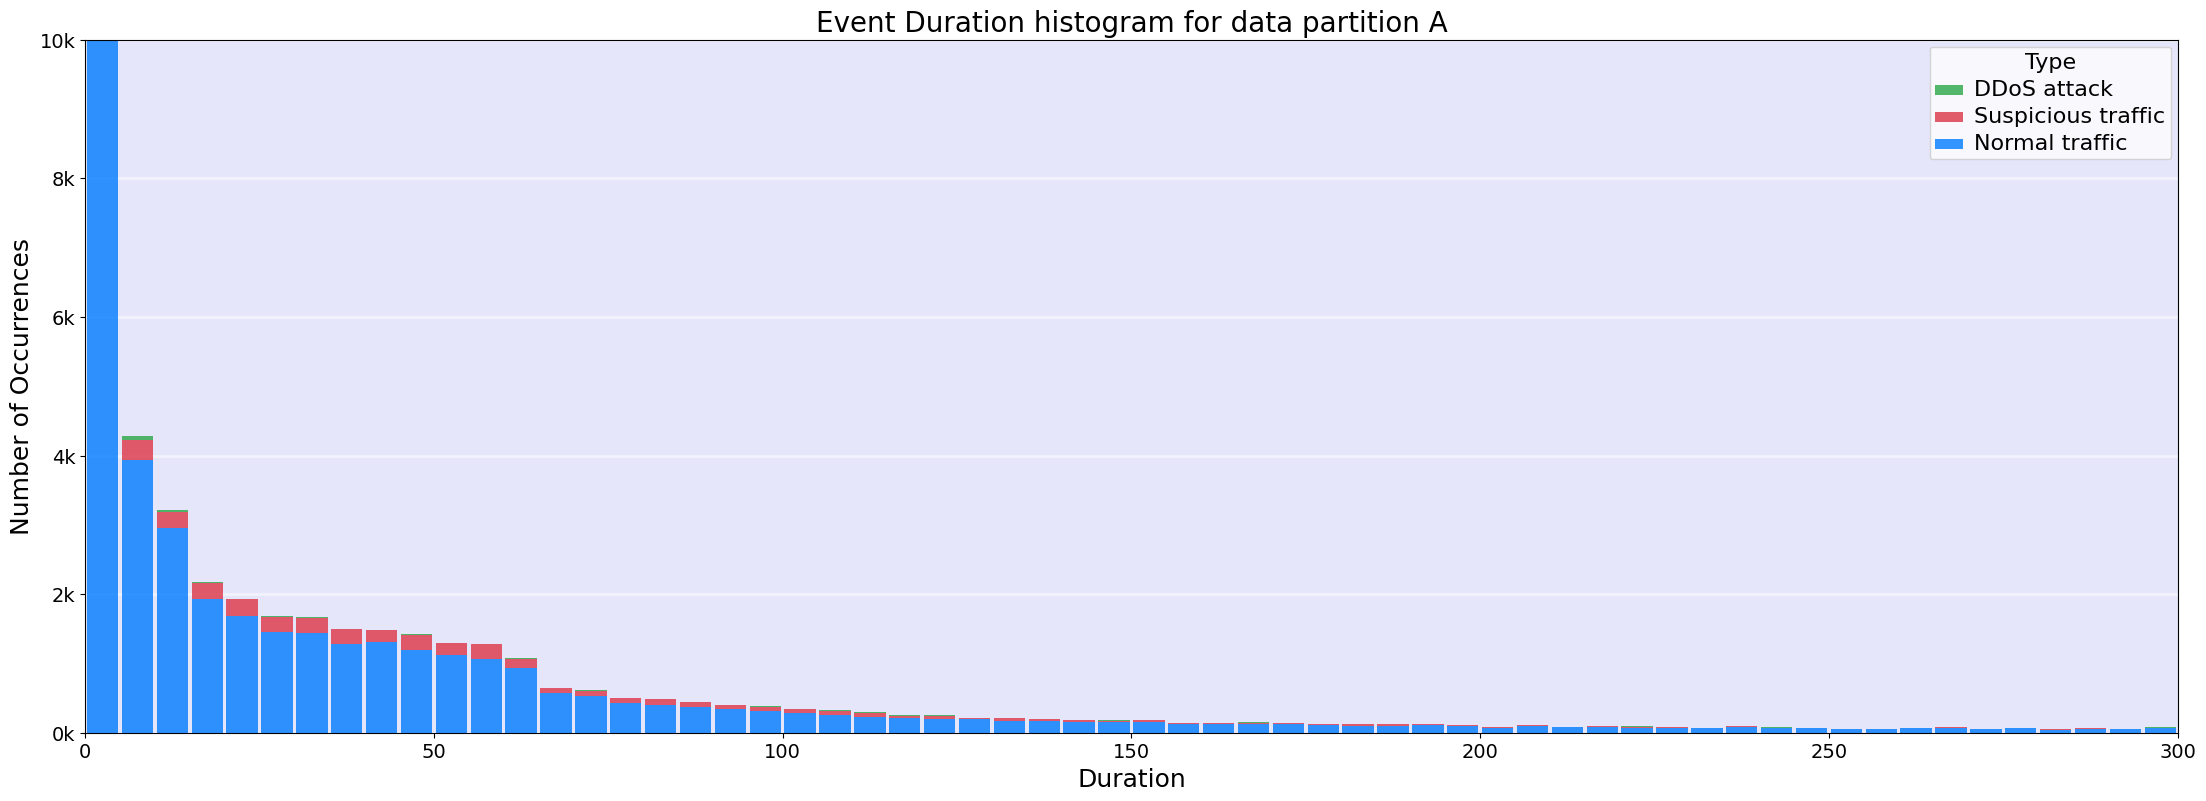 Event Duration histogram for data partition A
10k
8k
6k
4k
2k
0k
Number of Occurrences
Type
DDoS attack
Suspicious traffic
Normal traffic
0 50 100 150 200 250 300
Duration